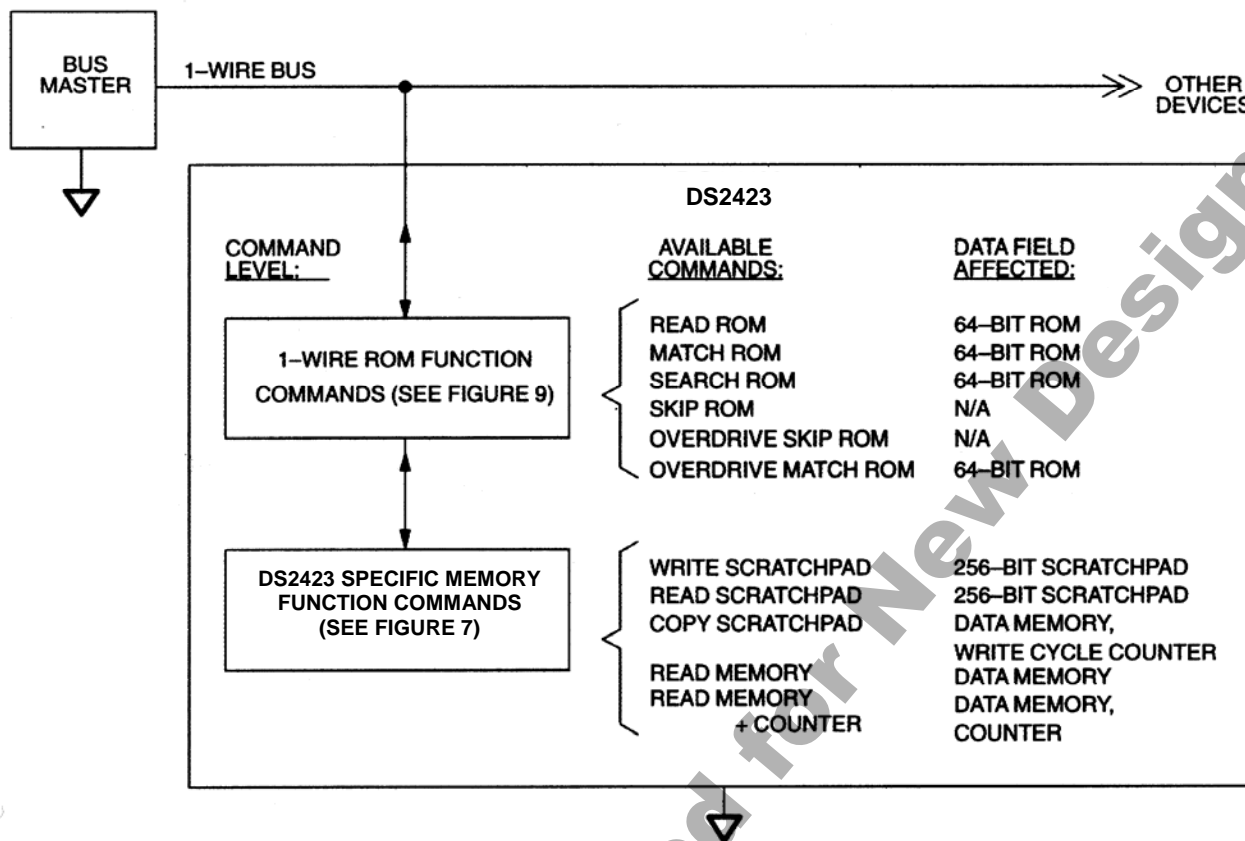 BUS
MASTER
1–WIRE BUS
OTHER
DEVICES
DS2423
COMMAND
LEVEL:
AVAILABLE
COMMANDS:
DATA FIELD
AFFECTED:
1–WIRE ROM FUNCTION
COMMANDS (SEE FIGURE 9)
READ ROM 64–BIT ROM
MATCH ROM 64–BIT ROM
SEARCH ROM 64–BIT ROM
SKIP ROM N/A
OVERDRIVE SKIP ROM N/A
OVERDRIVE MATCH ROM 64–BIT ROM
DS2423 SPECIFIC MEMORY
FUNCTION COMMANDS
(SEE FIGURE 7)
WRITE SCRATCHPAD 256–BIT SCRATCHPAD
READ SCRATCHPAD 256–BIT SCRATCHPAD
COPY SCRATCHPAD DATA MEMORY,
WRITE CYCLE COUNTER
READ MEMORY DATA MEMORY
READ MEMORY DATA MEMORY,
+ COUNTER COUNTER
for New Design